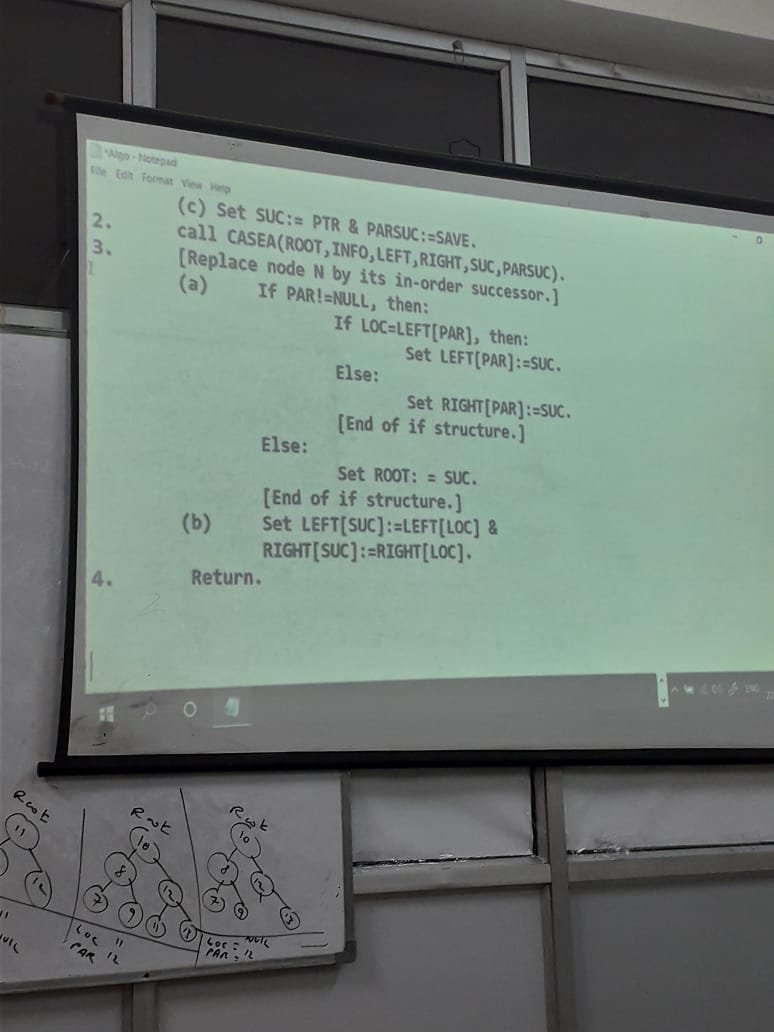 *Algo - Notepad
File Edit Format View Help
(c) Set SUC:= PTR & PARSUC:=SAVE.
2. call CASEA(ROOT,INFO,LEFT,RIGHT,SUC,PARSUC).
3. [Replace node N by its in-order successor.]
(a) If PAR!=NULL, then:
If LOC=LEFT[PAR], then:
Set LEFT[PAR]:=SUC.
Else:
Set RIGHT[PAR]:=SUC.
[End of if structure.]
Else:
Set ROOT: = SUC.
[End of if structure.]
(b) Set LEFT[SUC]:=LEFT[LOC] &
RIGHT[SUC]:=RIGHT[LOC].
4. Return.
ENG
Root
11
12
11
NULL
Root
10
8 12
7 9 11 13
LOC 11
PAR 12
Root
10
8 12
7 9 13
LOC = NULL
PAR = 12